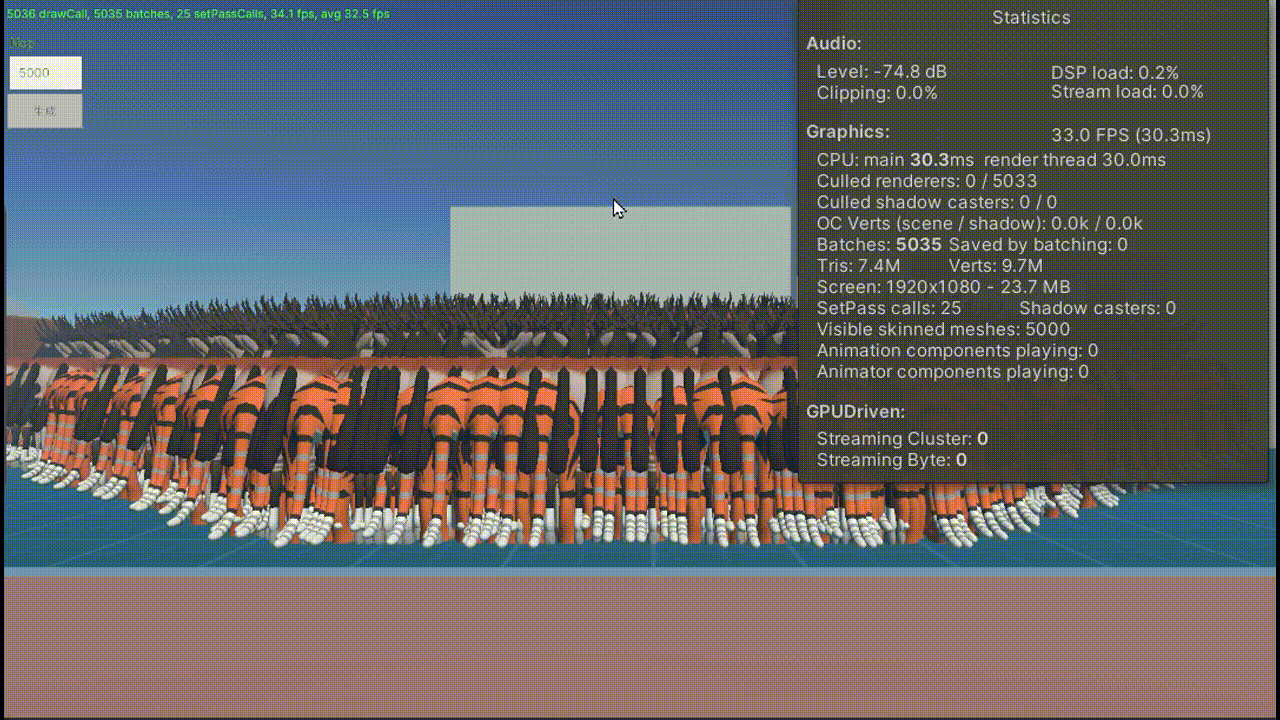 5036 drawCall, 5035 batches, 25 setPassCalls, 34.1 fps, avg 32.5 fps
5000
生成
Statistics
Audio:
Level: -74.8 dB DSP load: 0.2%
Clipping: 0.0% Stream load: 0.0%
Graphics: 33.0 FPS (30.3ms)
CPU: main 30.3ms render thread 30.0ms
Culled renderers: 0 / 5033
Culled shadow casters: 0 / 0
OC Verts (scene / shadow): 0.0k / 0.0k
Batches: 5035 Saved by batching: 0
Tris: 7.4M Verts: 9.7M
Screen: 1920x1080 - 23.7 MB
SetPass calls: 25 Shadow casters: 0
Visible skinned meshes: 5000
Animation components playing: 0
Animator components playing: 0
GPUDriven:
Streaming Cluster: 0
Streaming Byte: 0